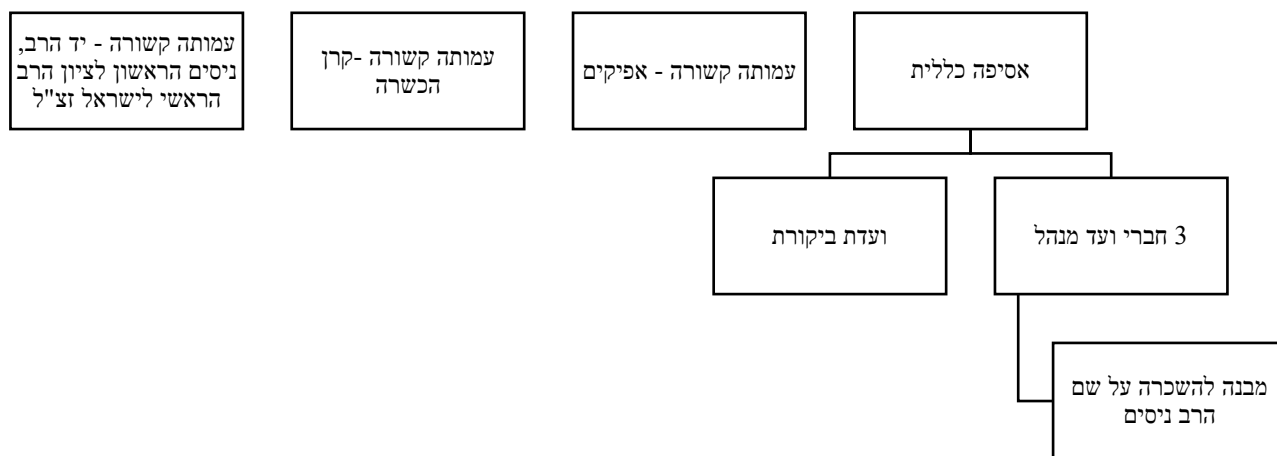 אסיפה כללית
עמותה קשורה - אפיקים
עמותה קשורה -קרן
הכשרה
עמותה קשורה - יד הרב,
ניסים הראשון לציון הרב
הראשי לישראל זצ"ל
3 חברי ועד מנהל
ועדת ביקורת
מבנה להשכרה על שם
הרב ניסים